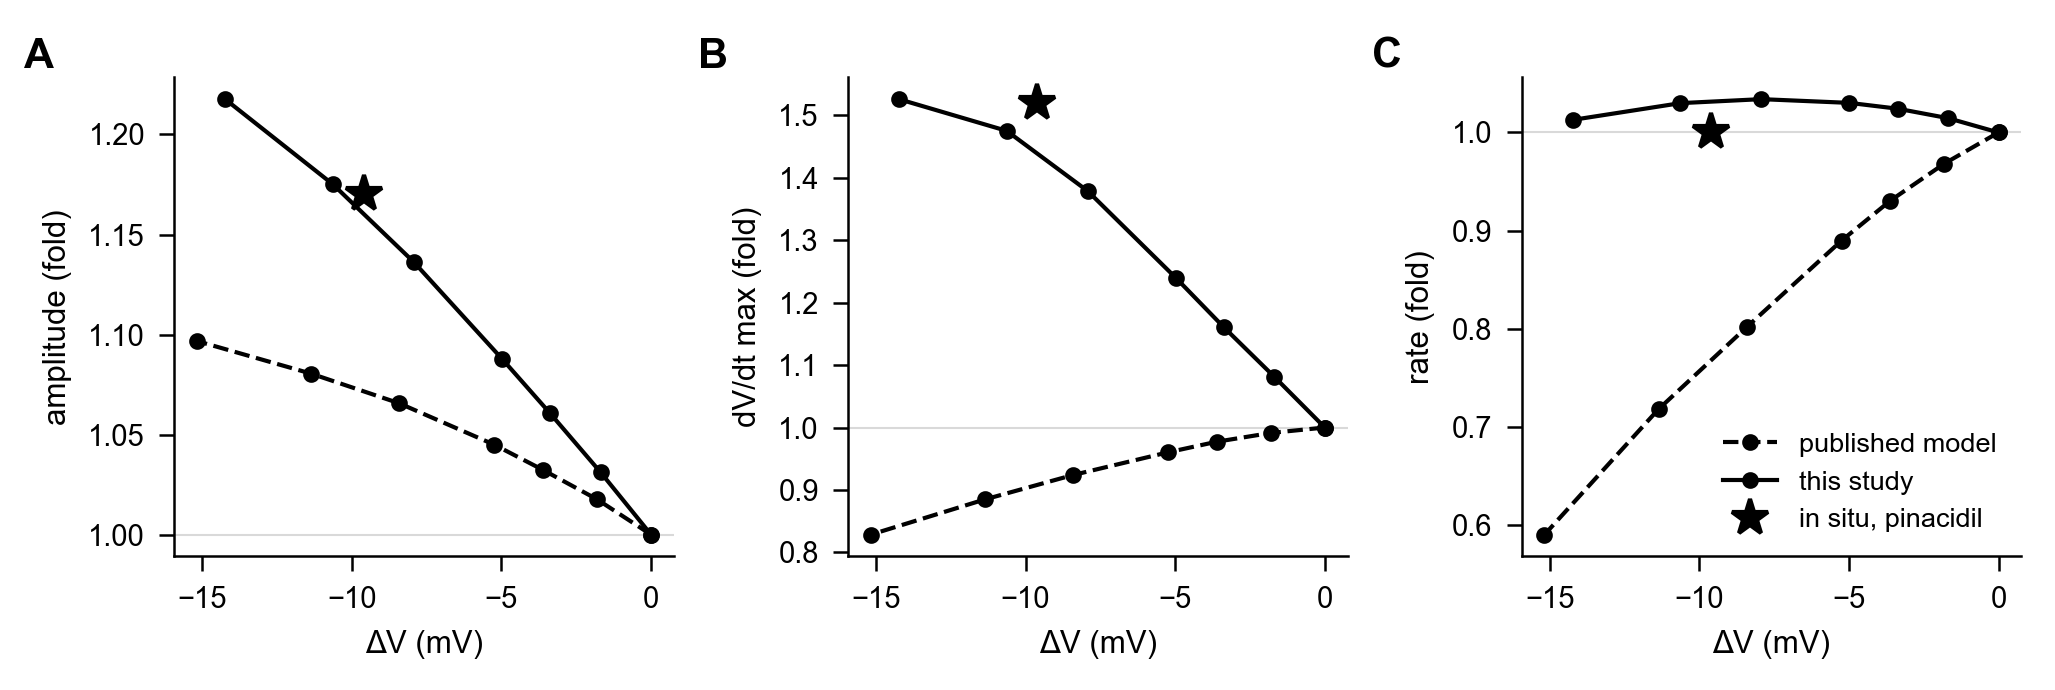 A
amplitude (fold)
1.20
1.15
1.10
1.05
1.00
−15
−10
−5
0
ΔV (mV)
B
dV/dt max (fold)
1.5
1.4
1.3
1.2
1.1
1.0
0.9
0.8
−15
−10
−5
0
ΔV (mV)
C
rate (fold)
1.0
0.9
0.8
0.7
0.6
−15
−10
−5
0
ΔV (mV)
published model
this study
in situ, pinacidil